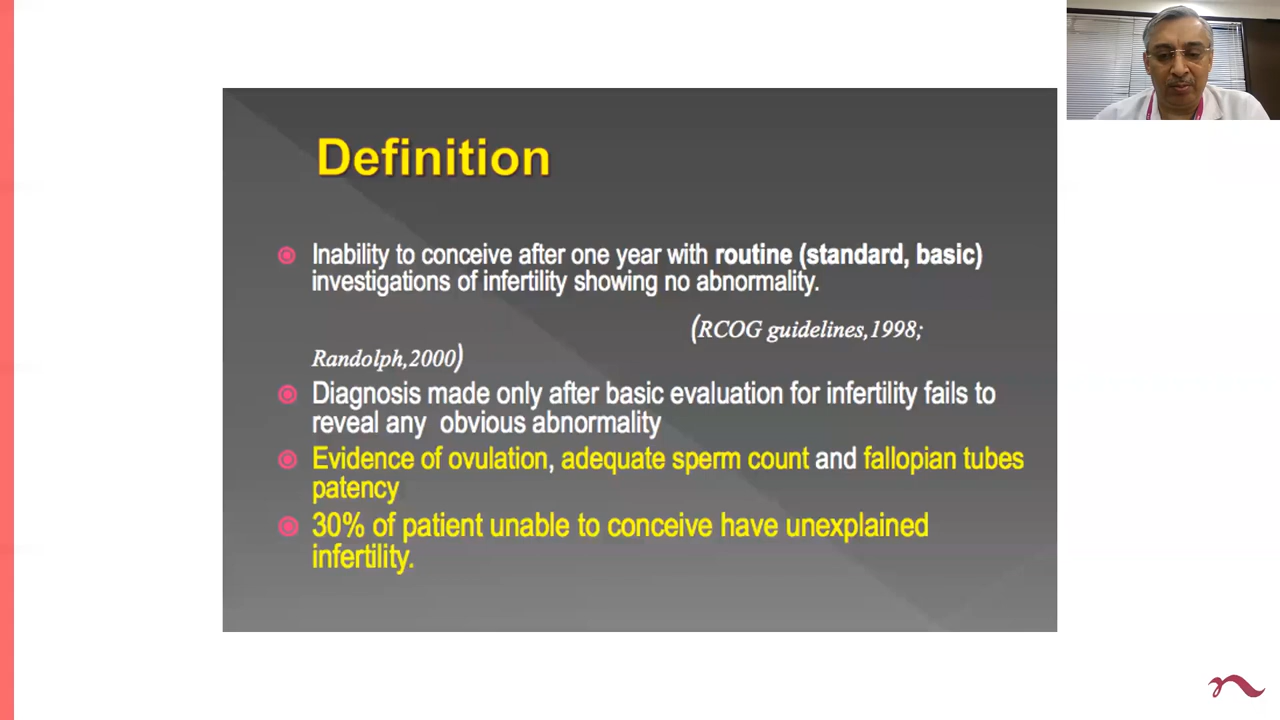 Definition
Inability to conceive after one year with routine (standard, basic)
investigations of infertility showing no abnormality.
(RCOG guidelines,1998;
Randolph,2000)
Diagnosis made only after basic evaluation for infertility fails to
reveal any obvious abnormality
Evidence of ovulation, adequate sperm count and fallopian tubes
patency
30% of patient unable to conceive have unexplained
infertility.